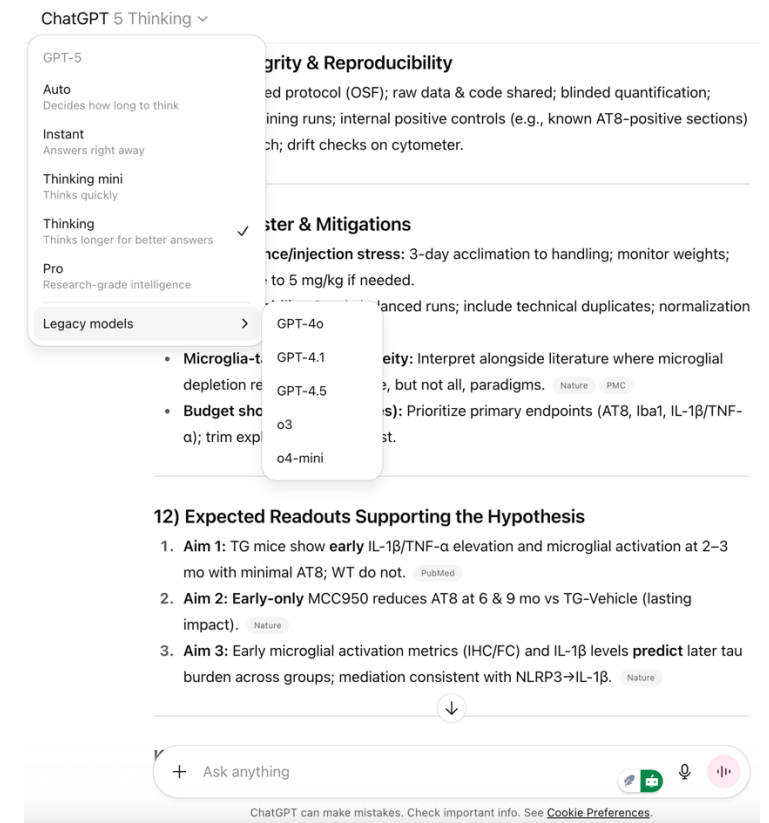 ChatGPT 5 Thinking
GPT-5
Auto
Decides how long to think
Instant
Answers right away
Thinking mini
Thinks quickly
Thinking
Thinks longer for better answers
Pro
Research-grade intelligence
Legacy models
GPT-4o
GPT-4.1
GPT-4.5
o3
o4-mini
grity & Reproducibility
ed protocol (OSF); raw data & code shared; blinded quantification;
ining runs; internal positive controls (e.g., known AT8-positive sections)
ch; drift checks on cytometer.
ster & Mitigations
nce/injection stress: 3-day acclimation to handling; monitor weights;
to 5 mg/kg if needed.
anced runs; include technical duplicates; normalization
• Microglia-t eity: Interpret alongside literature where microglial
depletion re e, but not all, paradigms. Nature PMC
• Budget sho s): Prioritize primary endpoints (AT8, Iba1, IL-1β/TNF-
α); trim expl st.
12) Expected Readouts Supporting the Hypothesis
1. Aim 1: TG mice show early IL-1β/TNF-α elevation and microglial activation at 2–3
mo with minimal AT8; WT do not. PubMed
2. Aim 2: Early-only MCC950 reduces AT8 at 6 & 9 mo vs TG-Vehicle (lasting
impact). Nature
3. Aim 3: Early microglial activation metrics (IHC/FC) and IL-1β levels predict later tau
burden across groups; mediation consistent with NLRP3→IL-1β. Nature
Ask anything
ChatGPT can make mistakes. Check important info. See Cookie Preferences.